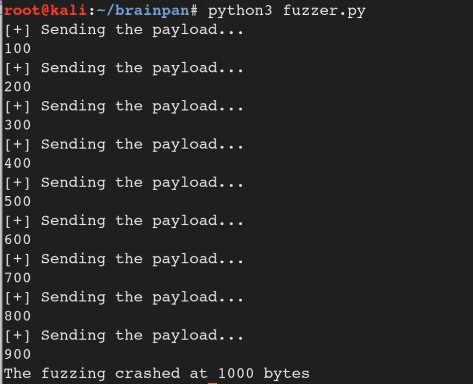 root@kali:~/brainpan# python3 fuzzer.py
[+] Sending the payload...
100
[+] Sending the payload...
200
[+] Sending the payload...
300
[+] Sending the payload...
400
[+] Sending the payload...
500
[+] Sending the payload...
600
[+] Sending the payload...
700
[+] Sending the payload...
800
[+] Sending the payload...
900
The fuzzing crashed at 1000 bytes